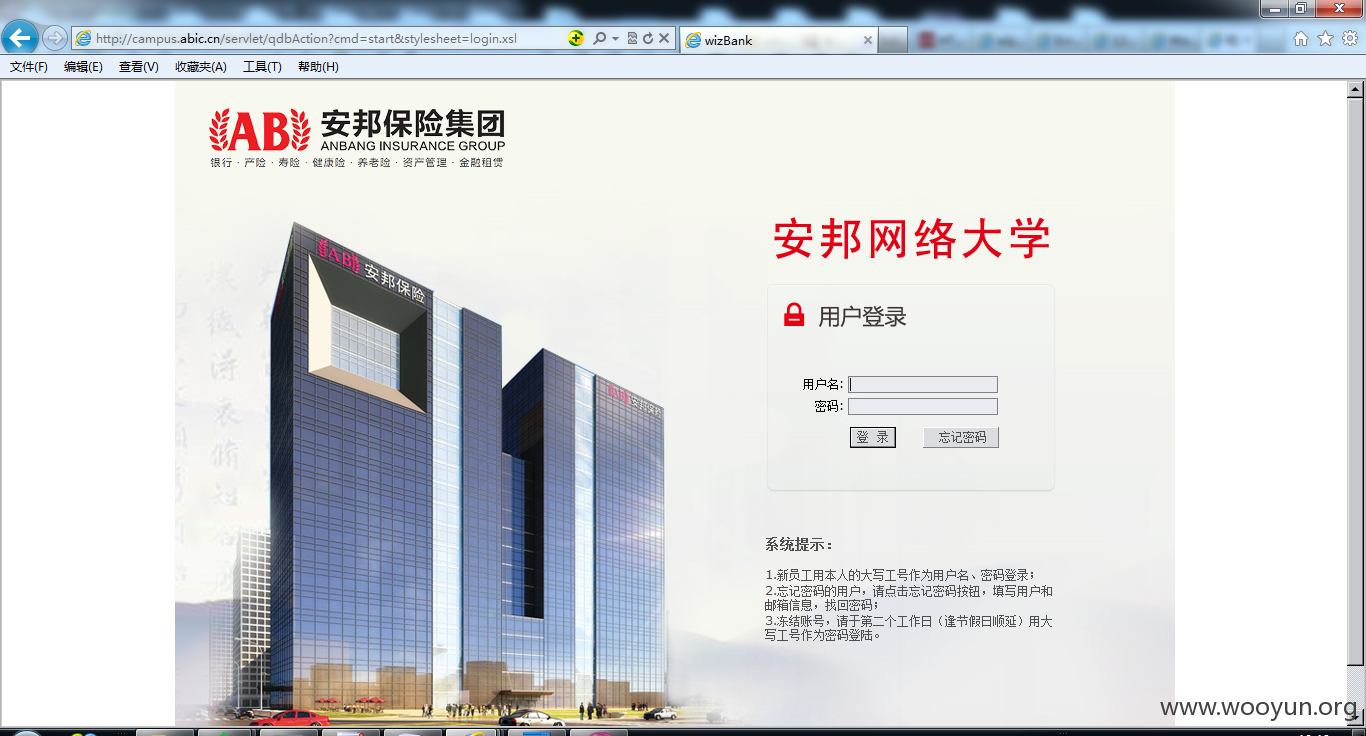 http://campus.abic.cn/servlet/qdbAction?cmd=start&stylesheet=login.xsl
wizBank
文件(F) 编辑(E) 查看(V) 收藏夹(A) 工具(T) 帮助(H)
AB 安邦保险集团
ANBANG INSURANCE GROUP
银行 · 产险 · 寿险 · 健康险 · 养老险 · 资产管理 · 金融租赁
安邦网络大学
AB 安邦保险
用户登录
用户名:
安邦保险
密码:
登 录 忘记密码
系统提示：
1.新员工用本人的大写工号作为用户名、密码登录；
2.忘记密码的用户，请点击忘记密码按钮，填写用户和
邮箱信息，找回密码；
3.冻结账号，请于第二个工作日（逢节假日顺延）用大
写工号作为密码登陆。
www.wooyun.org